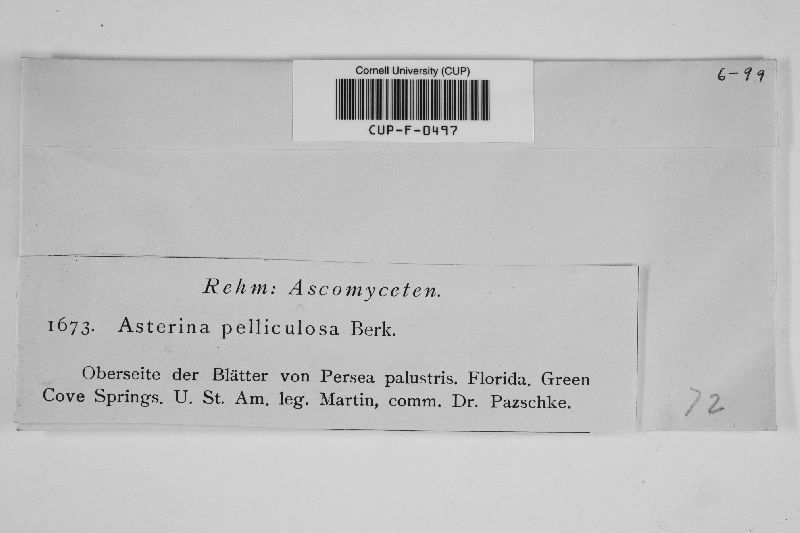 Cornell University (CUP)
CUP-F-0497
6-99
Rehm: Ascomyceten.
1673. Asterina pelliculosa Berk.
Oberseite der Blätter von Persea palustris. Florida. Green
Cove Springs. U. St. Am. leg. Martin, comm. Dr. Pazschke.
72